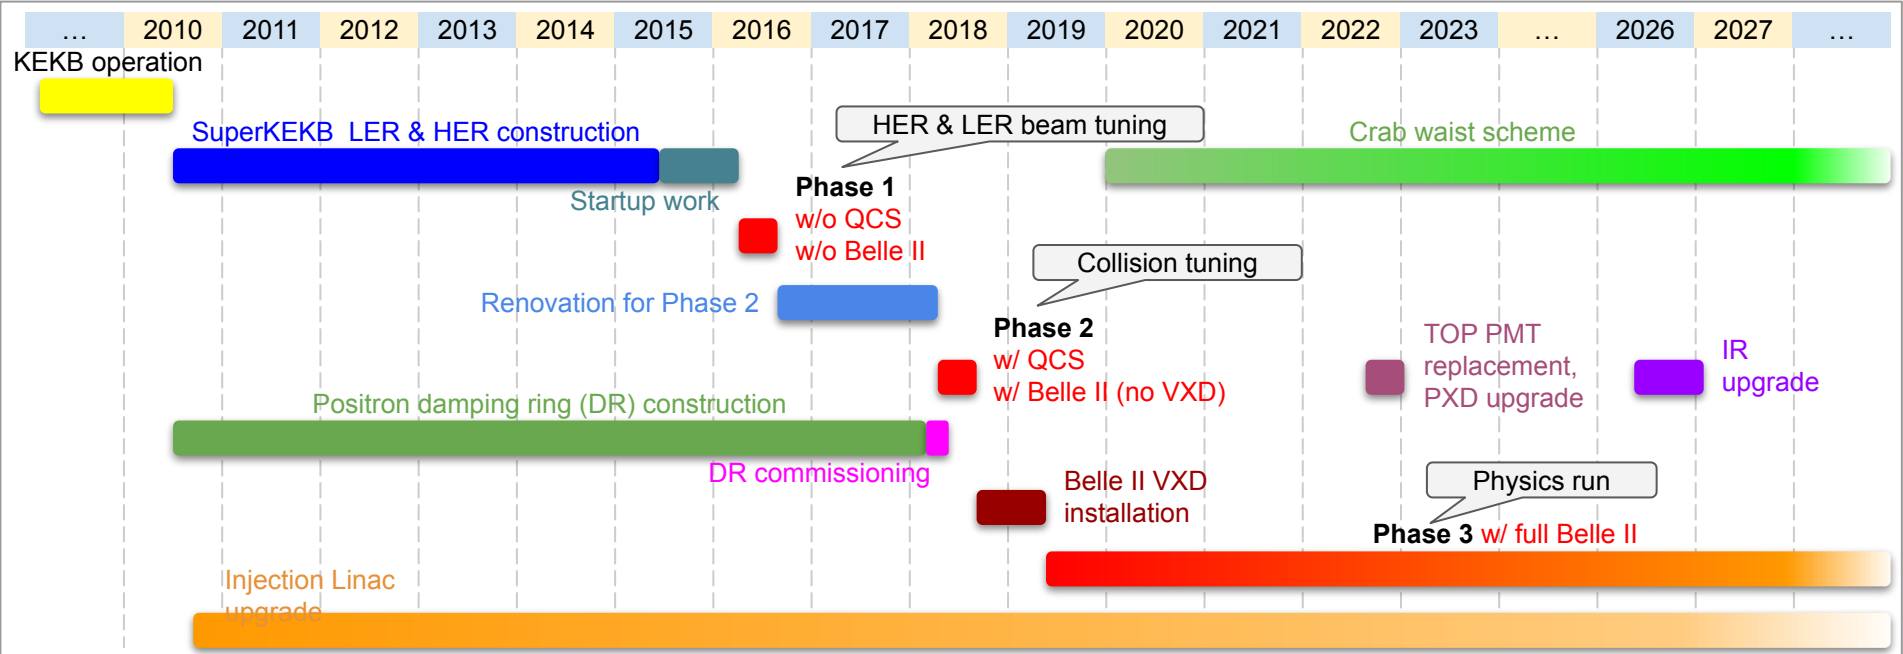 … 2010 2011 2012 2013 2014 2015 2016 2017 2018 2019 2020 2021 2022 2023 … 2026 2027 …
KEKB operation
SuperKEKB LER & HER construction
HER & LER beam tuning
Crab waist scheme
Startup work
Phase 1
w/o QCS
w/o Belle II
Collision tuning
Renovation for Phase 2
Phase 2
w/ QCS
w/ Belle II (no VXD)
TOP PMT
replacement,
PXD upgrade
IR
upgrade
Positron damping ring (DR) construction
DR commissioning
Belle II VXD
installation
Physics run
Phase 3 w/ full Belle II
Injection Linac
upgrade